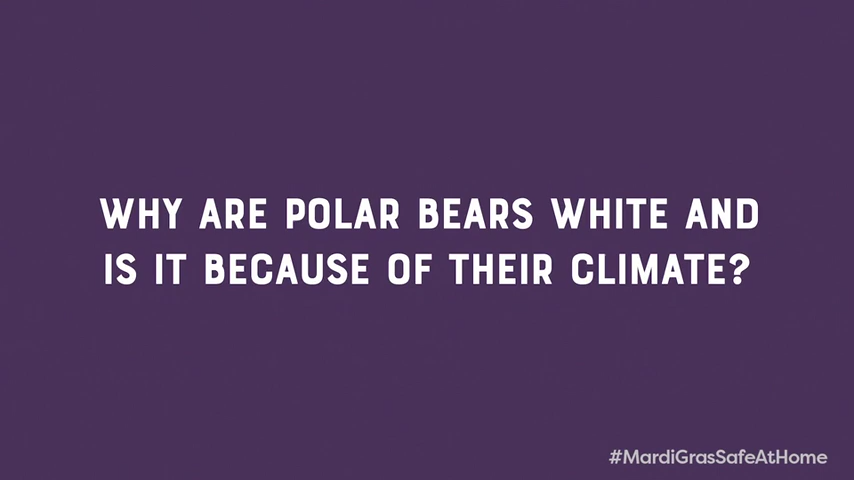 WHY ARE POLAR BEARS WHITE AND
IS IT BECAUSE OF THEIR CLIMATE?
#MardiGrasSafeAtHome